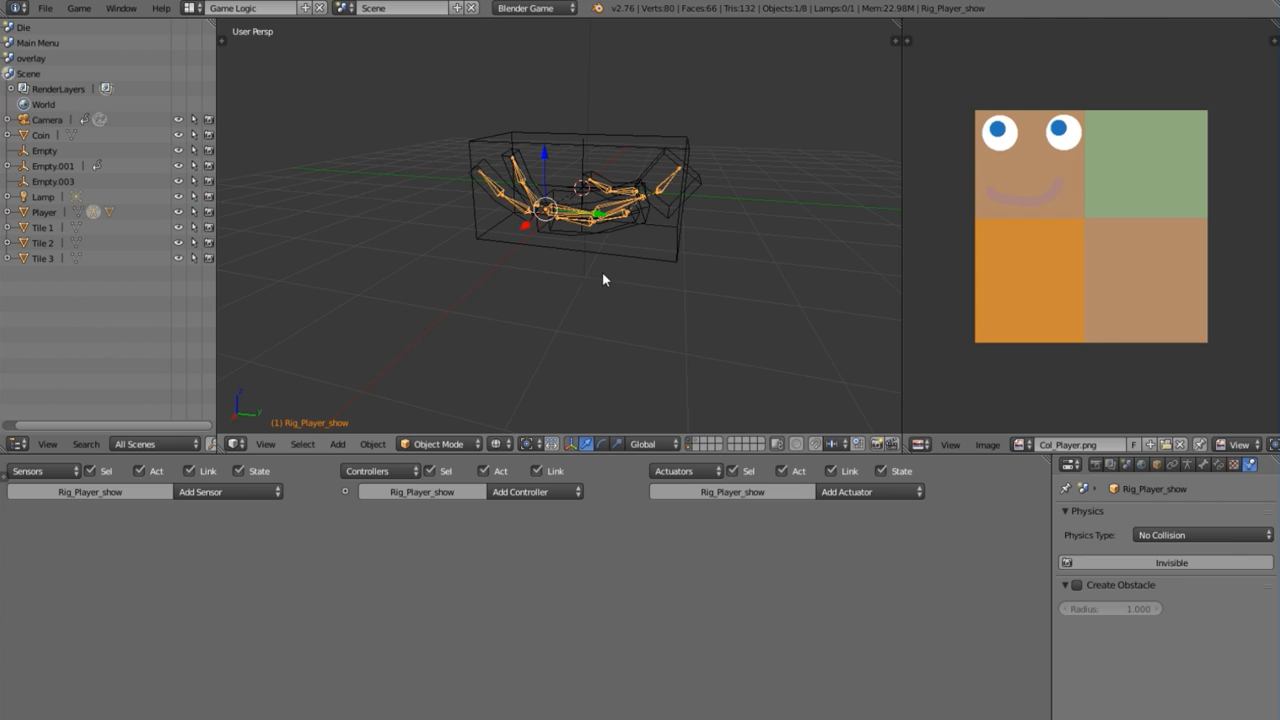 File Game Window Help Game Logic Scene Blender Game v2.76 | Verts:80 | Faces:66 | Tris:132 | Objects:1/8 | Lamps:0/1 | Mem:22.98M | Rig_Player_show
Die
Main Menu
overlay
Scene
RenderLayers |
World
Camera |
Coin |
Empty
Empty.001 |
Empty.003
Lamp |
Player |
Tile 1 |
Tile 2 |
Tile 3 |
User Persp
z
y
(1) Rig_Player_show
View Search All Scenes View Select Add Object Object Mode Global View Image Col_Player.png F View
Sensors Sel Act Link State Controllers Sel Act Link Actuators Sel Act Link State
Rig_Player_show Add Sensor Rig_Player_show Add Controller Rig_Player_show Add Actuator
Rig_Player_show
Physics
Physics Type: No Collision
Invisible
Create Obstacle
Radius: 1.000